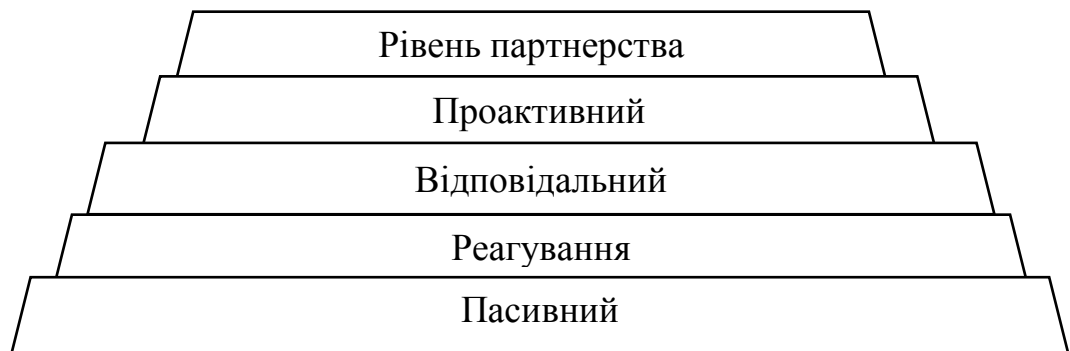 Рівень партнерства
Проактивний
Відповідальний
Реагування
Пасивний